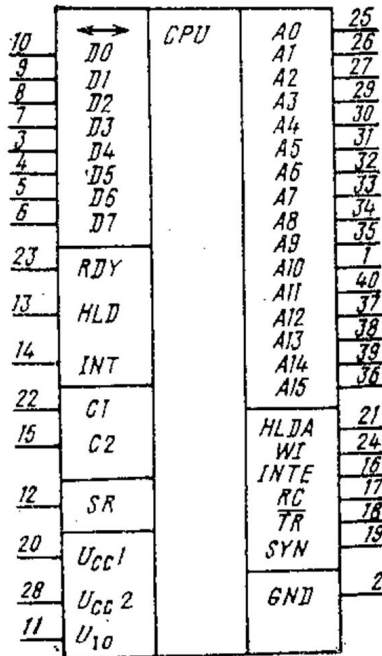 10 D0
9 D1
8 D2
7 D3
3 D4
4 D5
5 D6
6 D7
23 RDY
13 HLD
14 INT
22 C1
15 C2
12 SR
20 UCC1
28 UCC2
11 UIO
CPU
A0 25
A1 26
A2 27
A3 29
A4 30
A5 31
A6 32
A7 33
A8 34
A9 35
A10 1
A11 40
A12 37
A13 38
A14 39
A15 36
HLDA 21
WI 24
INTE 16
RC 17
T̅R̅ 18
SYN 19
GND 2